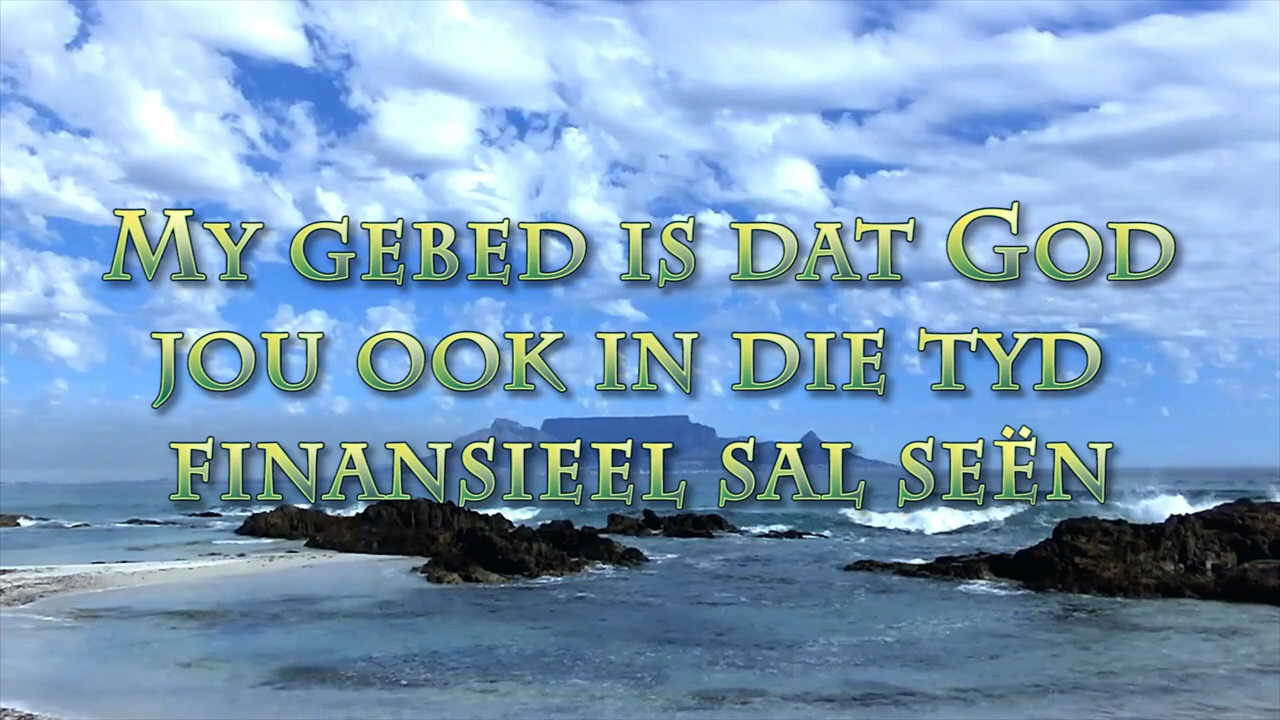 My gebed is dat God
jou ook in die tyd
finansieel sal seën